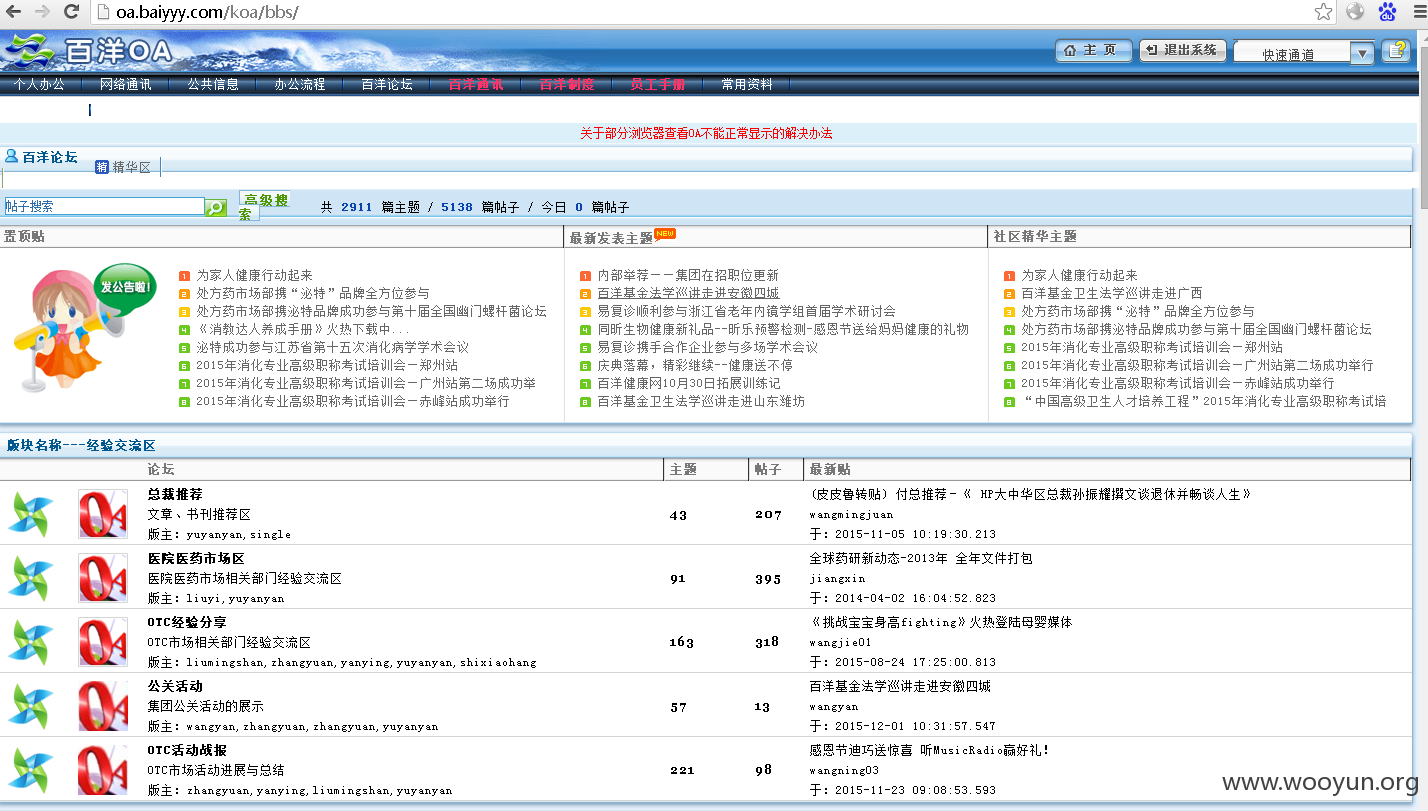 oa.baiyyy.com/koa/bbs/
百洋OA
主 页
退出系统
快速通道
个人办公 网络通讯 公共信息 办公流程 百洋论坛 百洋通讯 百洋制度 员工手册 常用资料
关于部分浏览器查看OA不能正常显示的解决办法
百洋论坛 精 精华区
帖子搜索 高级搜索 共 2911 篇主题 / 5138 篇帖子 / 今日 0 篇帖子
置顶贴
发公告啦!
1 为家人健康行动起来
2 处方药市场部携“泌特”品牌全方位参与
3 处方药市场部携泌特品牌成功参与第十届全国幽门螺杆菌论坛
4 《消教达人养成手册》火热下载中...
5 泌特成功参与江苏省第十五次消化病学学术会议
6 2015年消化专业高级职称考试培训会－郑州站
7 2015年消化专业高级职称考试培训会－广州站第二场成功举
8 2015年消化专业高级职称考试培训会－赤峰站成功举行
最新发表主题 NEW
1 内部举荐－－集团在招职位更新
2 百洋基金法学巡讲走进安徽四城
3 易复诊顺利参与浙江省老年内镜学组首届学术研讨会
4 同昕生物健康新礼品--昕乐预警检测-感恩节送给妈妈健康的礼物
5 易复诊携手合作企业参与多场学术会议
6 庆典落幕，精彩继续--健康送不停
7 百洋健康网10月30日拓展训练记
8 百洋基金卫生法学巡讲走进山东潍坊
社区精华主题
1 为家人健康行动起来
2 百洋基金卫生法学巡讲走进广西
3 处方药市场部携“泌特”品牌全方位参与
4 处方药市场部携泌特品牌成功参与第十届全国幽门螺杆菌论坛
5 2015年消化专业高级职称考试培训会－郑州站
6 2015年消化专业高级职称考试培训会－广州站第二场成功举行
7 2015年消化专业高级职称考试培训会－赤峰站成功举行
8 “中国高级卫生人才培养工程”2015年消化专业高级职称考试培
版块名称---经验交流区
论坛 主题 帖子 最新贴
总裁推荐
文章、书刊推荐区
版主: yuyanyan,single
43 207
(皮皮鲁转贴) 付总推荐-《 HP大中华区总裁孙振耀撰文谈退休并畅谈人生》
wangmingjuan
于: 2015-11-05 10:19:30.213
医院医药市场区
医院医药市场相关部门经验交流区
版主: liuyi,yuyanyan
91 395
全球药研新动态-2013年 全年文件打包
jiangxin
于: 2014-04-02 16:04:52.823
OTC经验分享
OTC市场相关部门经验交流区
版主: liumingshan,zhangyuan,yanying,yuyanyan,shixiaohang
163 318
《挑战宝宝身高fighting》火热登陆母婴媒体
wangjie01
于: 2015-08-24 17:25:00.813
公关活动
集团公关活动的展示
版主: wangyan,zhangyuan,zhangyuan,yuyanyan
57 13
百洋基金法学巡讲走进安徽四城
wangyan
于: 2015-12-01 10:31:57.547
OTC活动战报
OTC市场活动进展与总结
版主: zhangyuan,yanying,liumingshan,yuyanyan
221 98
感恩节迪巧送惊喜 听MusicRadio赢好礼!
wangning03
于: 2015-11-23 09:08:53.593
www.wooyun.org